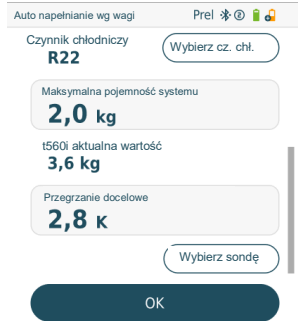 Auto napełnianie wg wagi Prel
Czynnik chłodniczy
R22
Wybierz cz. chł.
Maksymalna pojemność systemu
2,0 kg
t560i aktualna wartość
3,6 kg
Przegrzanie docelowe
2,8 K
Wybierz sondę
OK